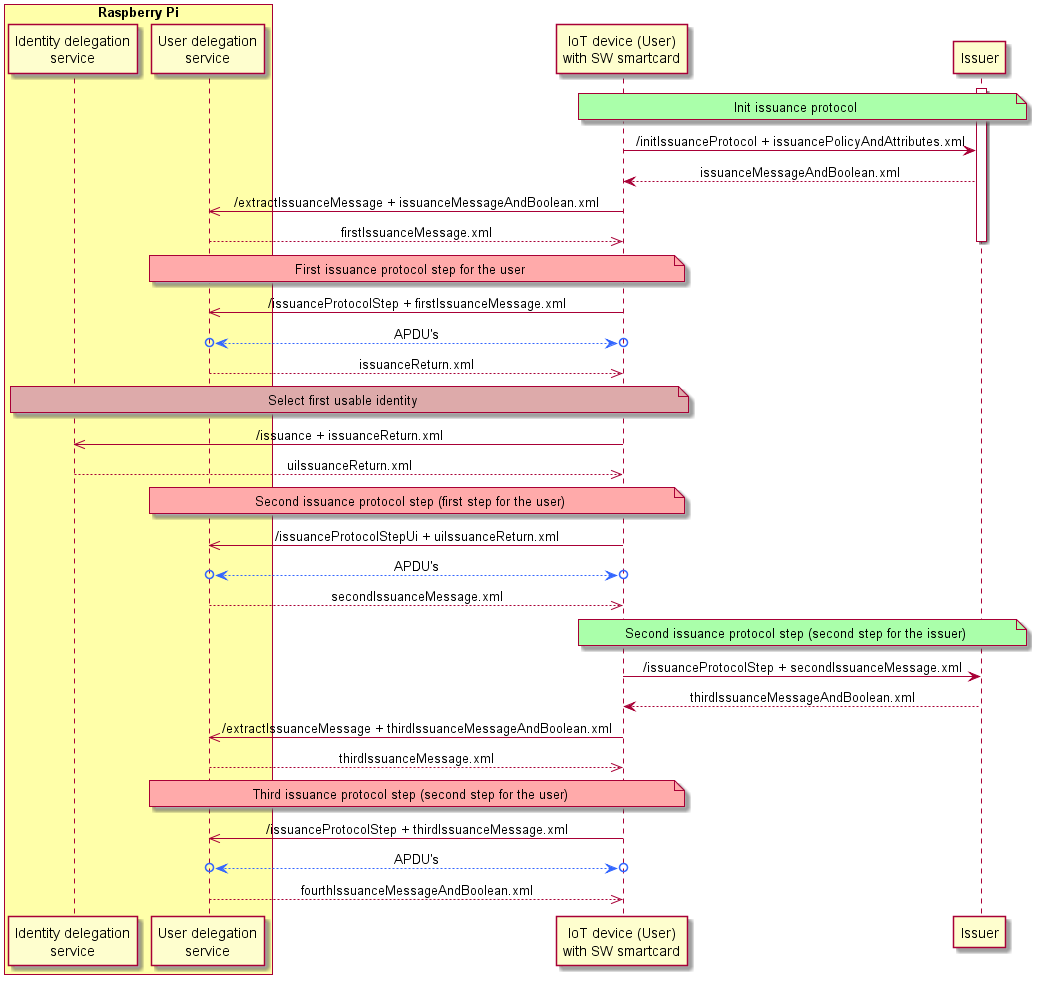 Raspberry Pi
Identity delegation
service
User delegation
service
IoT device (User)
with SW smartcard
Issuer
Init issuance protocol
/initIssuanceProtocol + issuancePolicyAndAttributes.xml
issuanceMessageAndBoolean.xml
/extractIssuanceMessage + issuanceMessageAndBoolean.xml
firstIssuanceMessage.xml
First issuance protocol step for the user
/issuanceProtocolStep + firstIssuanceMessage.xml
APDU's
issuanceReturn.xml
Select first usable identity
/issuance + issuanceReturn.xml
uiIssuanceReturn.xml
Second issuance protocol step (first step for the user)
/issuanceProtocolStepUi + uiIssuanceReturn.xml
APDU's
secondIssuanceMessage.xml
Second issuance protocol step (second step for the issuer)
/issuanceProtocolStep + secondIssuanceMessage.xml
thirdIssuanceMessageAndBoolean.xml
/extractIssuanceMessage + thirdIssuanceMessageAndBoolean.xml
thirdIssuanceMessage.xml
Third issuance protocol step (second step for the user)
/issuanceProtocolStep + thirdIssuanceMessage.xml
APDU's
fourthIssuanceMessageAndBoolean.xml
Identity delegation
service
User delegation
service
IoT device (User)
with SW smartcard
Issuer